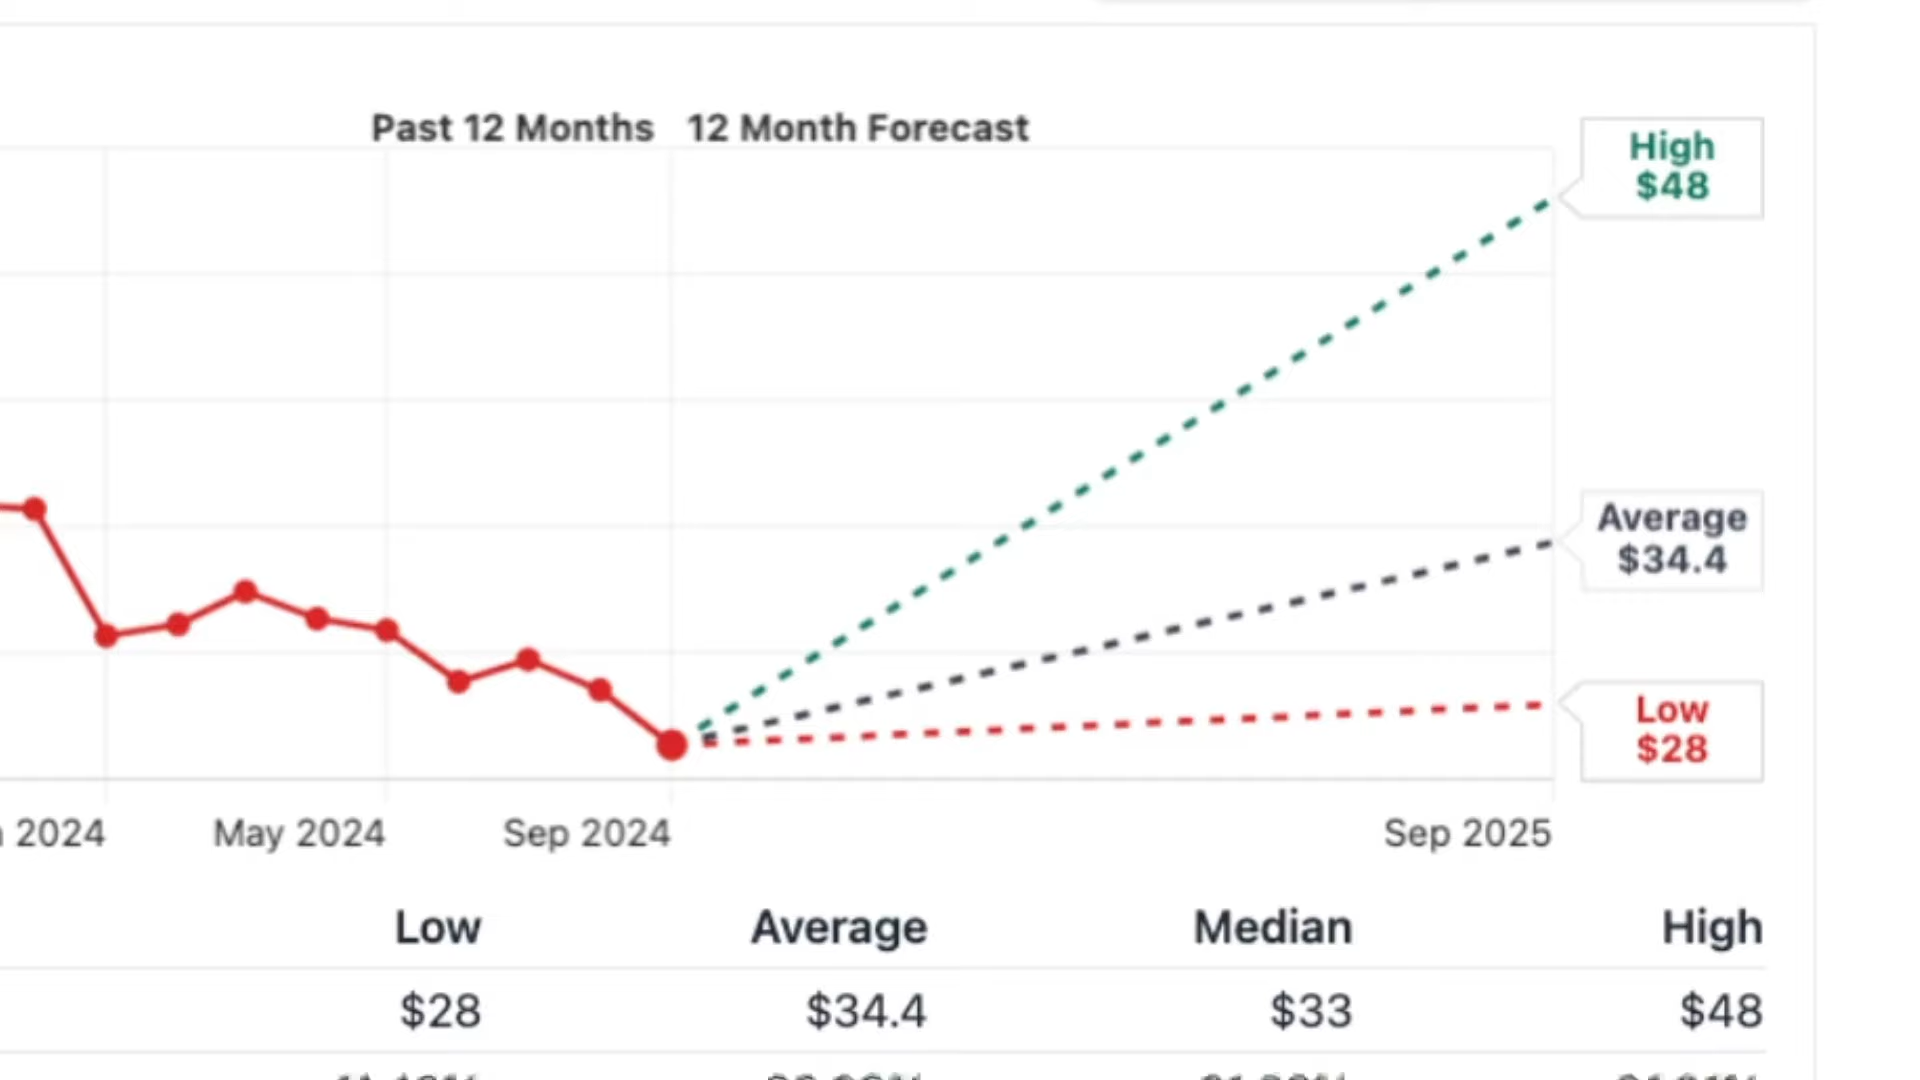 Past 12 Months 12 Month Forecast
High
$48
Average
$34.4
Low
$28
2024 May 2024 Sep 2024 Sep 2025
Low Average Median High
$28 $34.4 $33 $48